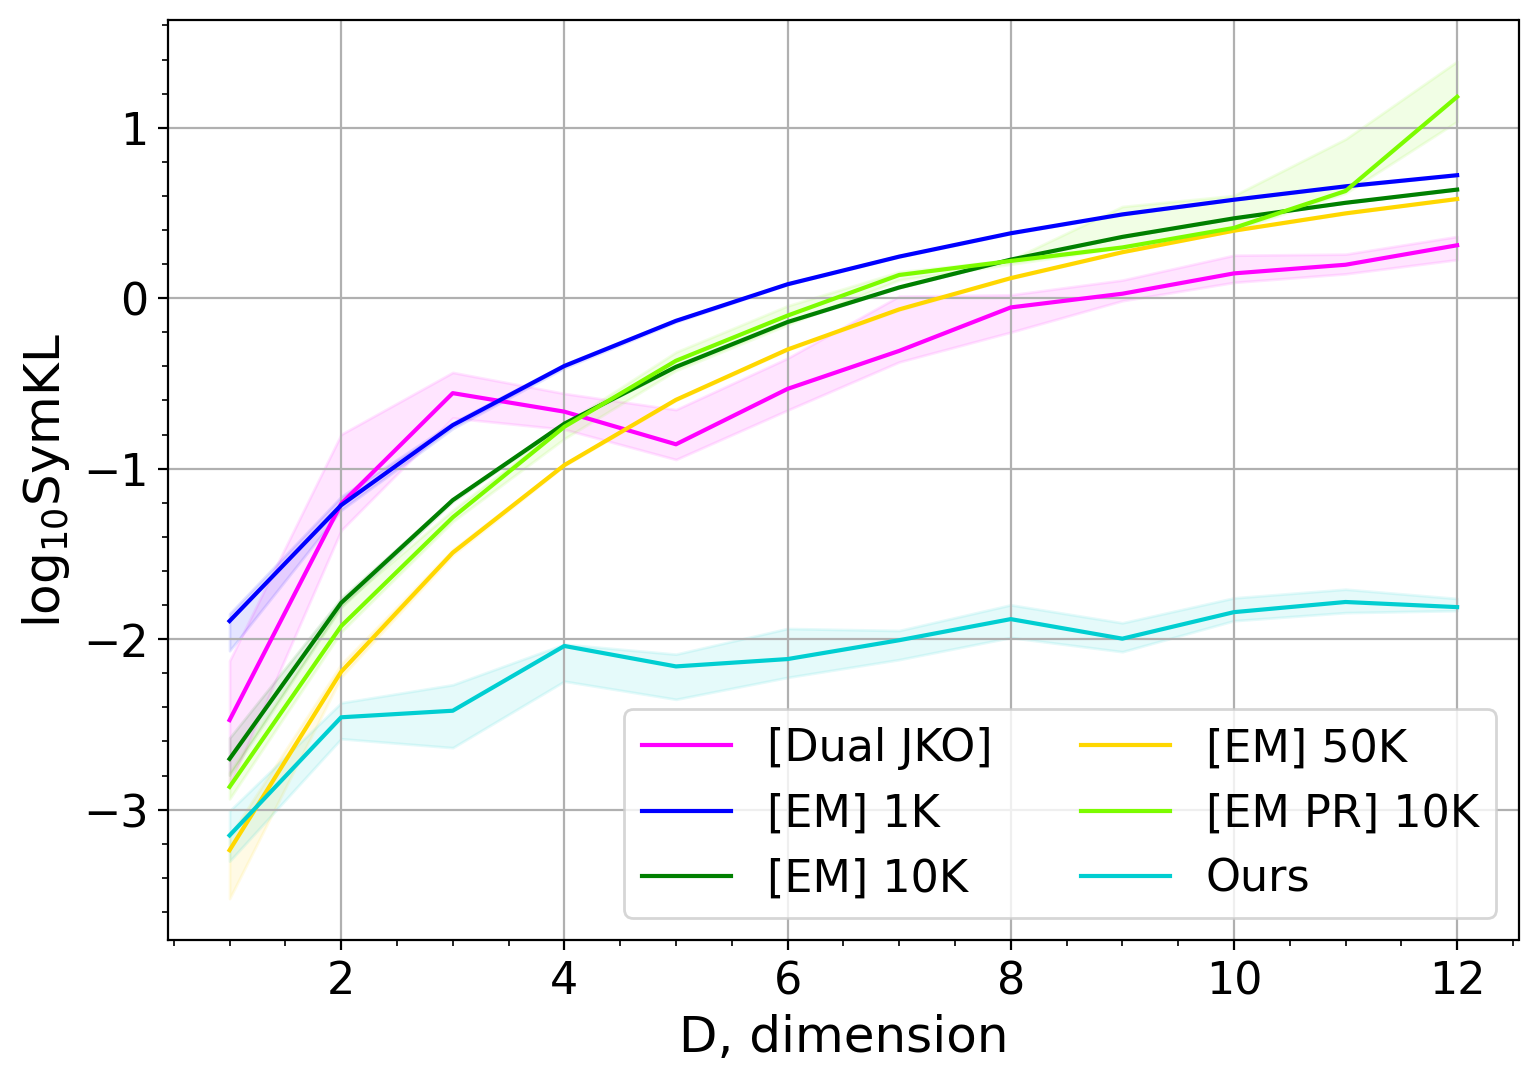 1
0
−1
−2
−3
log₁₀SymKL
[Dual JKO]
[EM] 1K
[EM] 10K
[EM] 50K
[EM PR] 10K
Ours
2 4 6 8 10 12
D, dimension